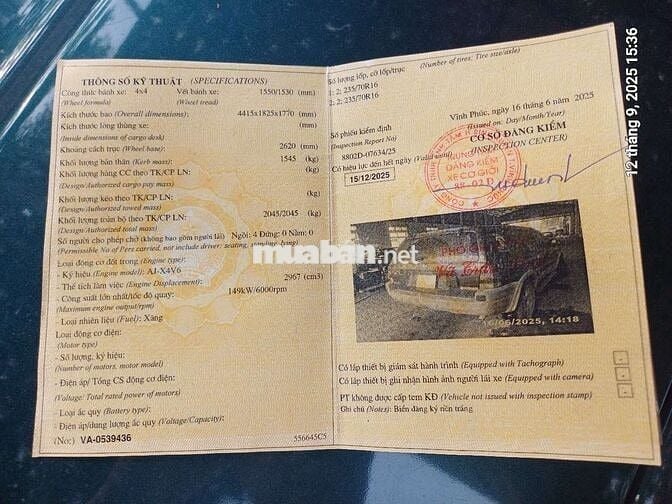 THÔNG SỐ KỸ THUẬT (SPECIFICATIONS)
Công thức bánh xe: 4x4 Vết bánh xe: 1550/1530 (mm)
(Wheel formula) (Wheel tread)
Kích thước bao (Overall dimensions) 4415x1825x1770 (mm)
Kích thước lòng thùng xe: (mm)
(Inside dimensions of cargo desk)
Khoảng cách trục (Wheel base): 2620 (mm)
Khối lượng bản thân (Kerb mass): 1545 (kg)
Khối lượng hàng CC theo TK/CP LN: (kg)
(Design/Authorized cargo pay mass)
Khối lượng kéo theo TK/CP LN: (kg)
(Design/Authorized towed mass)
Khối lượng toàn bộ theo TK/CP LN: 2045/2045 (kg)
(Design/Authorized total mass)
Số người cho phép chở (không bao gồm người lái) Ngồi: 4 Đứng: 0 Nằm: 0
(Permissible No of Pers carried, not include driver: seating, standing, lying)
Loại động cơ đốt trong (Engine type):
- Ký hiệu (Engine model): AJ-X4V6
- Thể tích làm việc (Engine Displacement): 2967 (cm3)
- Công suất lớn nhất/tốc độ quay: 149kW/6000rpm
(Maximum engine output/rpm)
- Loại nhiên liệu (Fuel): Xăng
Loại động cơ điện:
(Motor type)
- Số lượng, ký hiệu:
(Number of motors, motor model)
- Điện áp/ Tổng CS động cơ điện:
(Voltage/ Total rated power of motors)
- Loại ắc quy (Battery type):
- Điện áp/dung lượng ắc quy (Voltage/Capacity):
(No:) VA-0539436 556645C5
Số lượng lốp, cỡ lốp/trục
(Number of tires; Tire size/axle)
1: 2; 235/70R16
2: 2; 235/70R16
Vĩnh Phúc, ngày 16 tháng 6 năm 2025
(Issued on: Day/Month/Year)
Số phiếu kiểm định
(Inspection Report No)
8802D-07634/25
CƠ SỞ ĐĂNG KIỂM
(INSPECTION CENTER)
Có hiệu lực đến hết ngày (Valid until)
15/12/2025
TRUNG TÂM
ĐĂNG KIỂM
XE CƠ GIỚI
88-02D
16/06/2025, 14:18
Có lắp thiết bị giám sát hành trình (Equipped with Tachograph)
Có lắp thiết bị ghi nhận hình ảnh người lái xe (Equipped with camera)
PT không được cấp tem KĐ (Vehicle not issued with inspection stamp)
Ghi chú (Notes): Biển đăng ký nền trắng
muaban.net
12 tháng 9, 2025 15:36